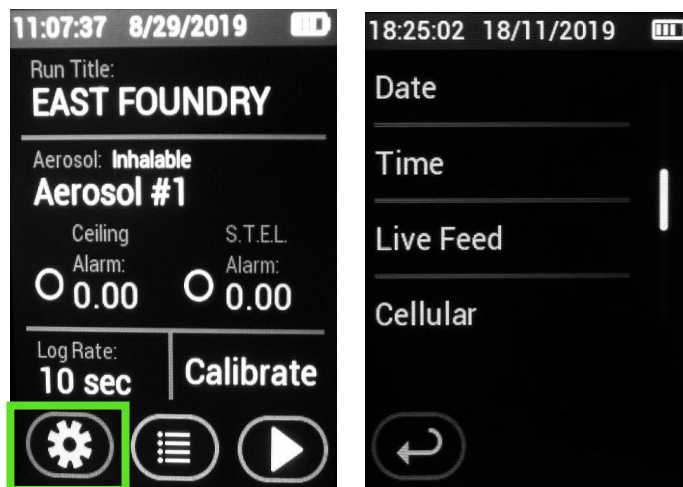 11:07:37 8/29/2019
Run Title:
EAST FOUNDRY
Aerosol: Inhalable
Aerosol #1
Ceiling S.T.E.L.
Alarm: Alarm:
0.00 0.00
Log Rate:
10 sec Calibrate
18:25:02 18/11/2019
Date
Time
Live Feed
Cellular